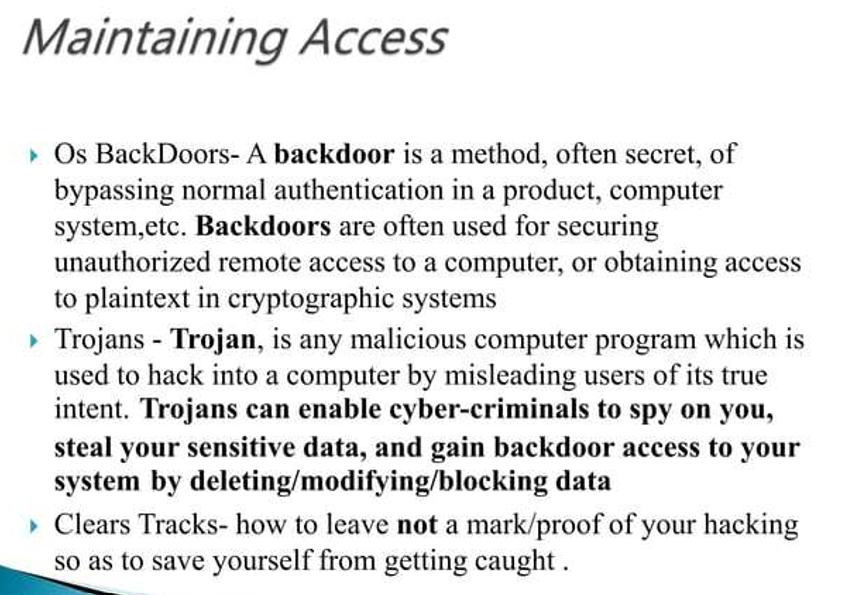 Maintaining Access
Os BackDoors- A backdoor is a method, often secret, of
bypassing normal authentication in a product, computer
system,etc. Backdoors are often used for securing
unauthorized remote access to a computer, or obtaining access
to plaintext in cryptographic systems
Trojans - Trojan, is any malicious computer program which is
used to hack into a computer by misleading users of its true
intent. Trojans can enable cyber-criminals to spy on you,
steal your sensitive data, and gain backdoor access to your
system by deleting/modifying/blocking data
Clears Tracks- how to leave not a mark/proof of your hacking
so as to save yourself from getting caught .